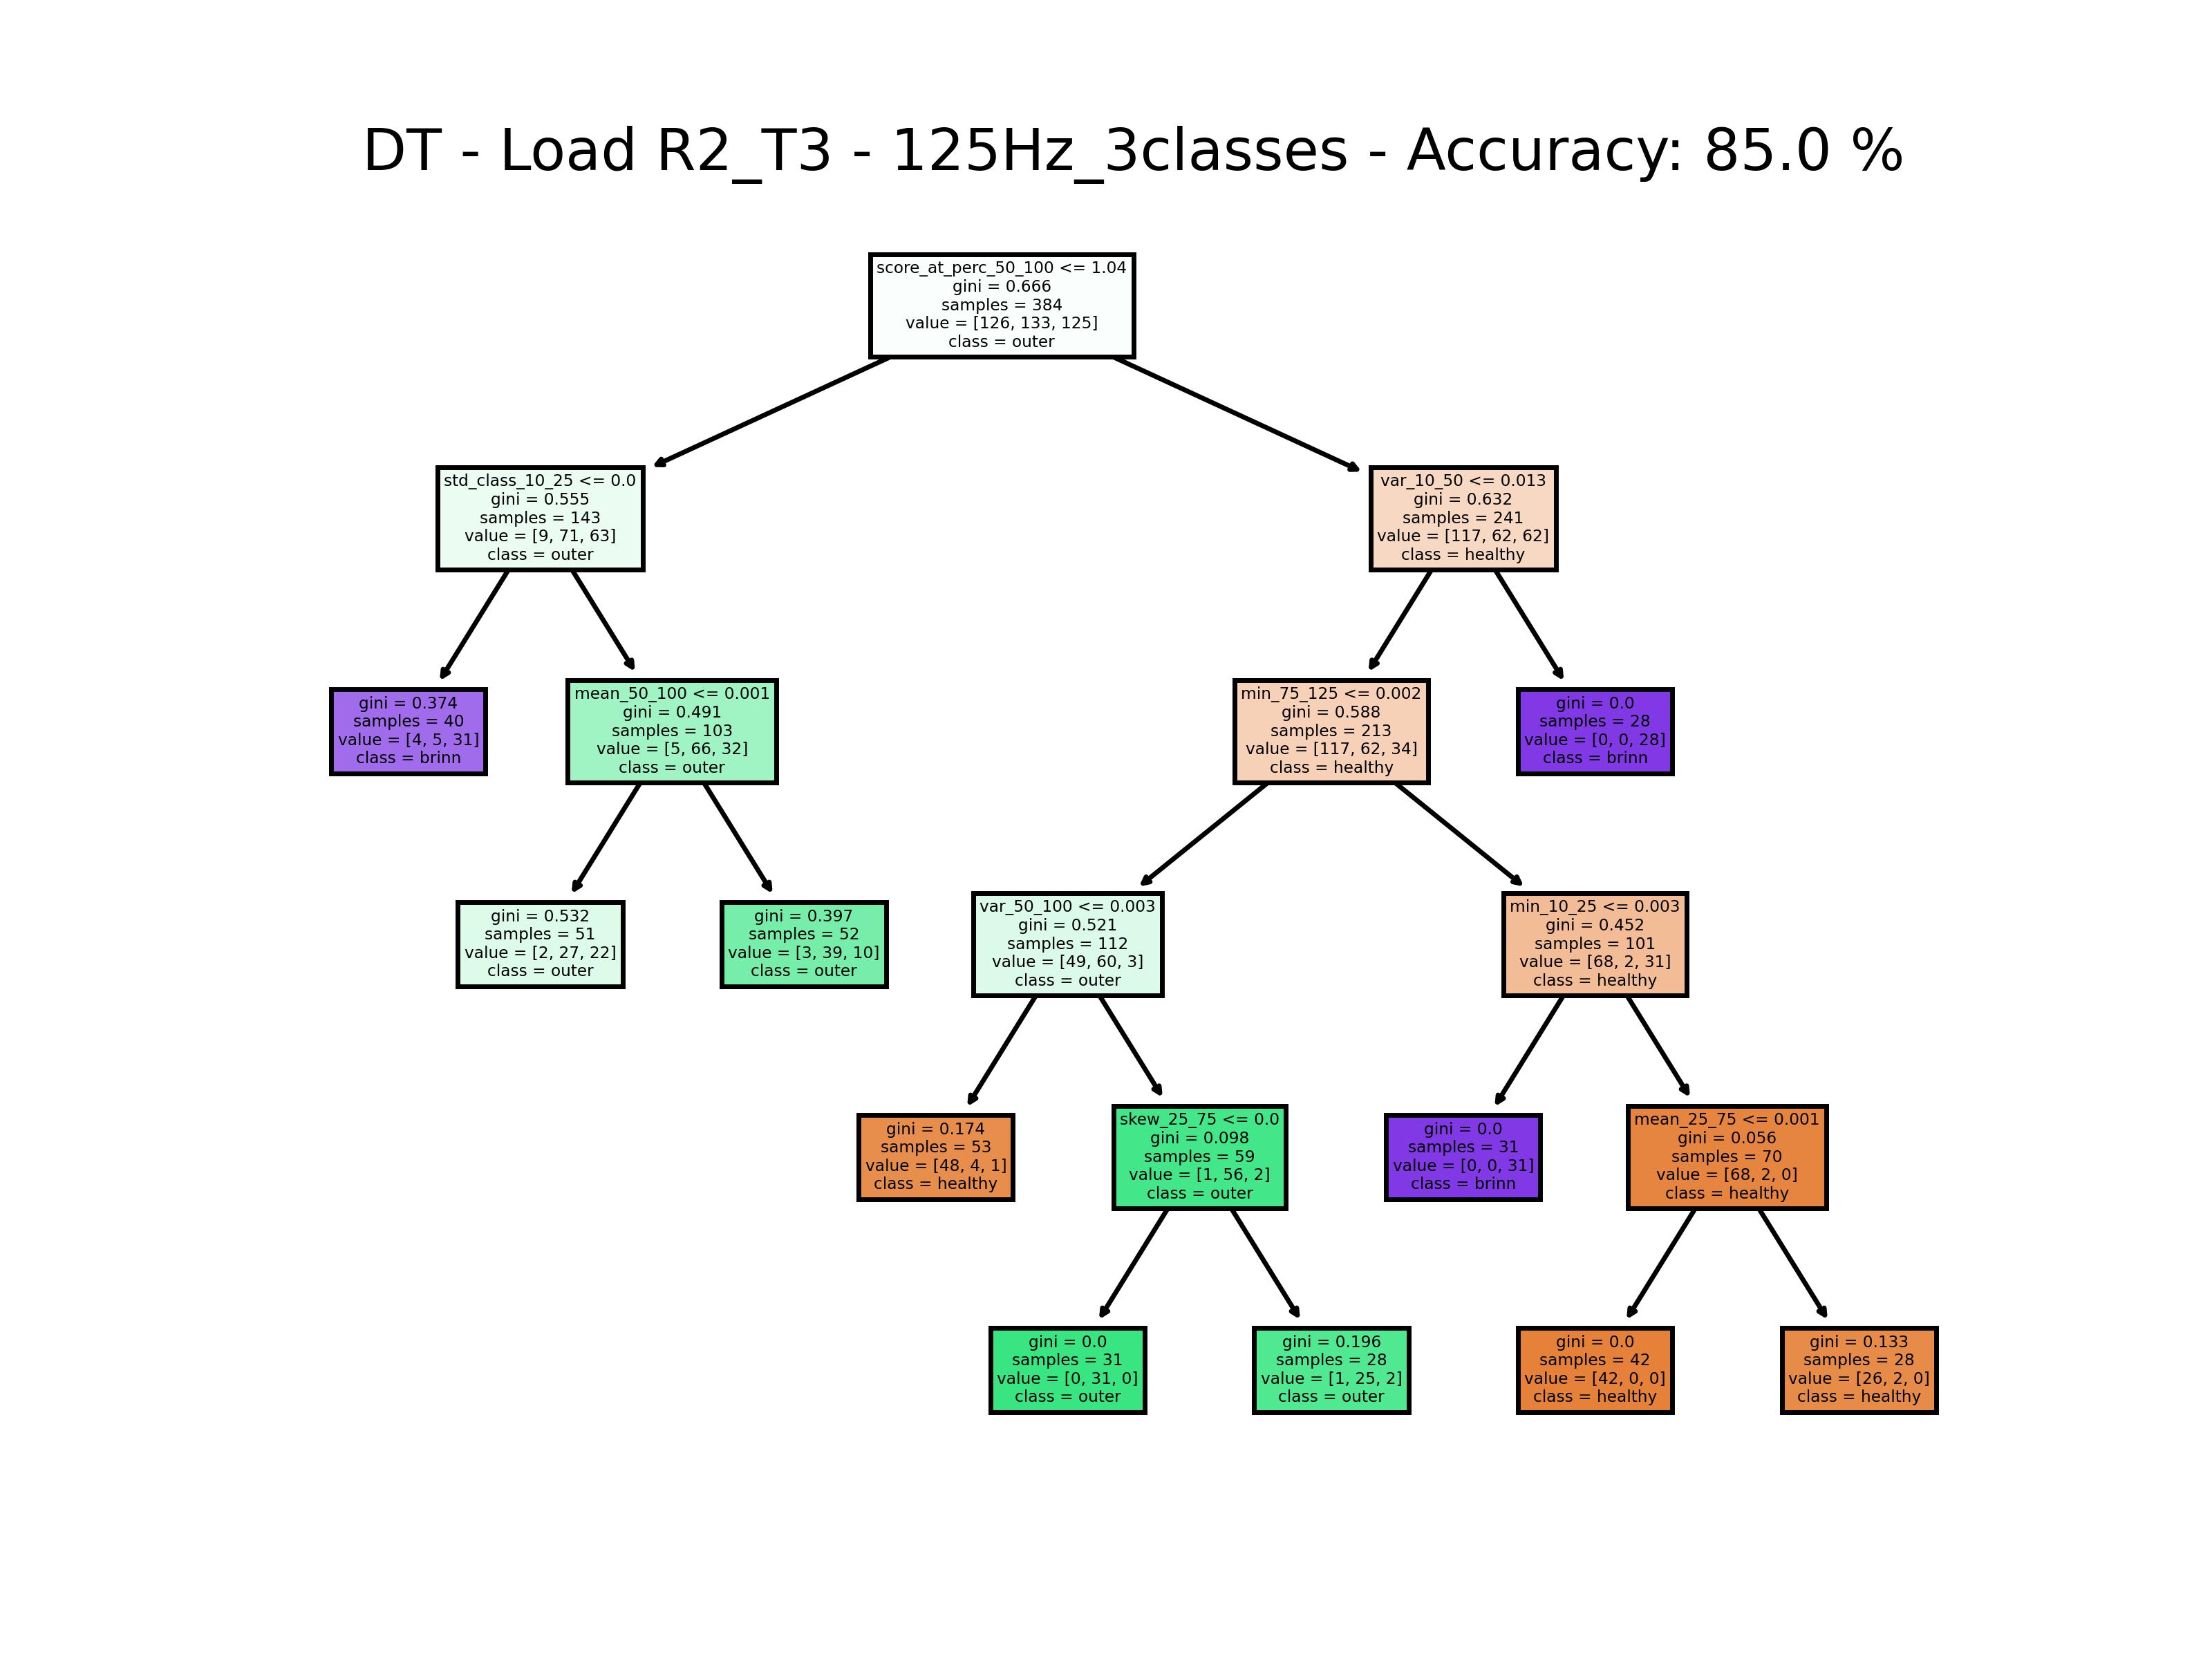 DT - Load R2_T3 - 125Hz_3classes - Accuracy: 85.0 %
score_at_perc_50_100 <= 1.04
gini = 0.666
samples = 384
value = [126, 133, 125]
class = outer
std_class_10_25 <= 0.0
gini = 0.555
samples = 143
value = [9, 71, 63]
class = outer
var_10_50 <= 0.013
gini = 0.632
samples = 241
value = [117, 62, 62]
class = healthy
gini = 0.374
samples = 40
value = [4, 5, 31]
class = brinn
mean_50_100 <= 0.001
gini = 0.491
samples = 103
value = [5, 66, 32]
class = outer
min_75_125 <= 0.002
gini = 0.588
samples = 213
value = [117, 62, 34]
class = healthy
gini = 0.0
samples = 28
value = [0, 0, 28]
class = brinn
gini = 0.532
samples = 51
value = [2, 27, 22]
class = outer
gini = 0.397
samples = 52
value = [3, 39, 10]
class = outer
var_50_100 <= 0.003
gini = 0.521
samples = 112
value = [49, 60, 3]
class = outer
min_10_25 <= 0.003
gini = 0.452
samples = 101
value = [68, 2, 31]
class = healthy
gini = 0.174
samples = 53
value = [48, 4, 1]
class = healthy
skew_25_75 <= 0.0
gini = 0.098
samples = 59
value = [1, 56, 2]
class = outer
gini = 0.0
samples = 31
value = [0, 0, 31]
class = brinn
mean_25_75 <= 0.001
gini = 0.056
samples = 70
value = [68, 2, 0]
class = healthy
gini = 0.0
samples = 31
value = [0, 31, 0]
class = outer
gini = 0.196
samples = 28
value = [1, 25, 2]
class = outer
gini = 0.0
samples = 42
value = [42, 0, 0]
class = healthy
gini = 0.133
samples = 28
value = [26, 2, 0]
class = healthy